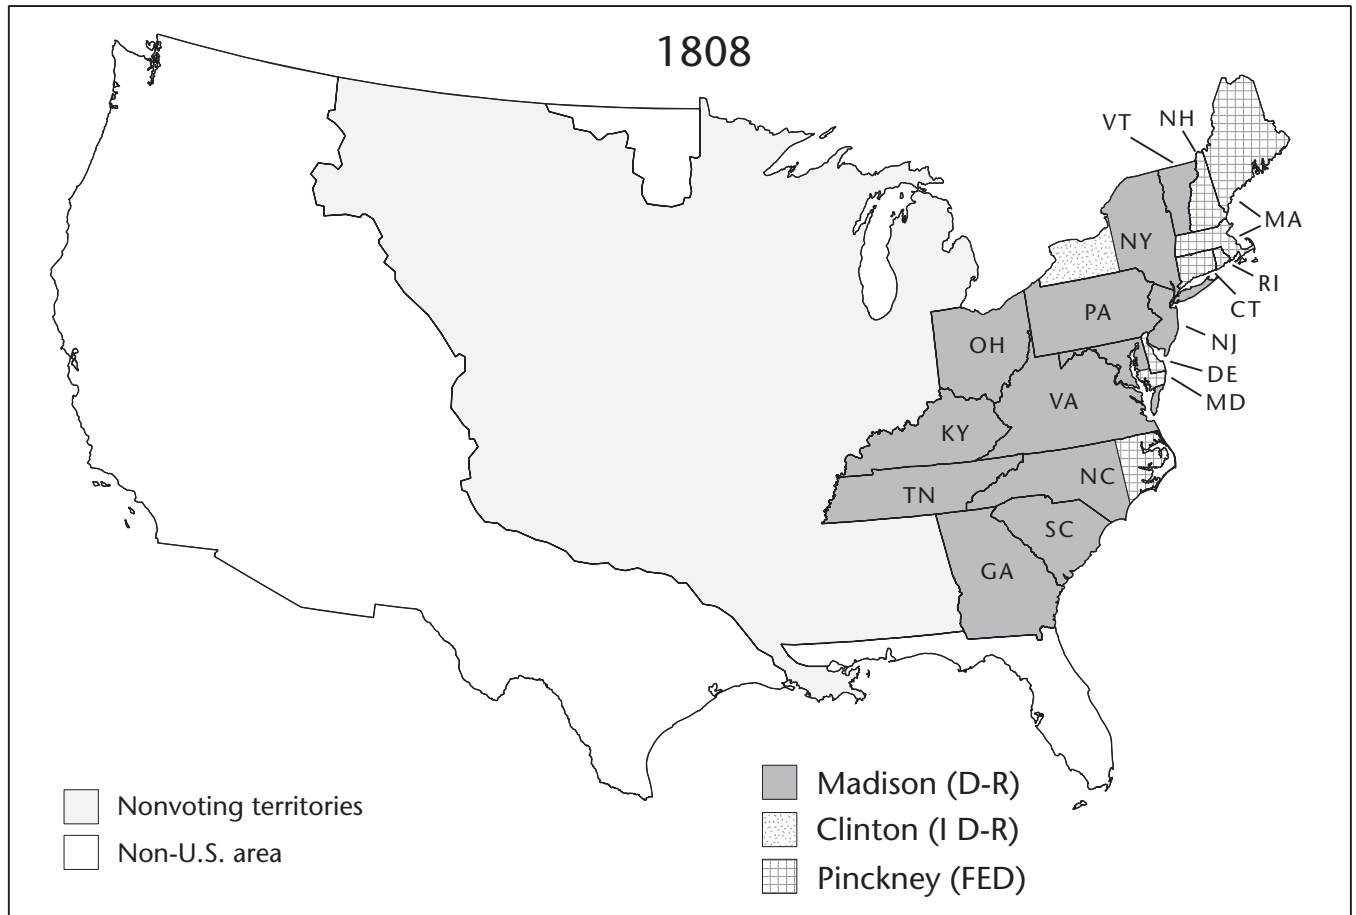 1808
VT
NH
MA
NY
RI
CT
PA
NJ
OH
DE
MD
VA
KY
NC
TN
SC
GA
Nonvoting territories
Non-U.S. area
Madison (D-R)
Clinton (I D-R)
Pinckney (FED)